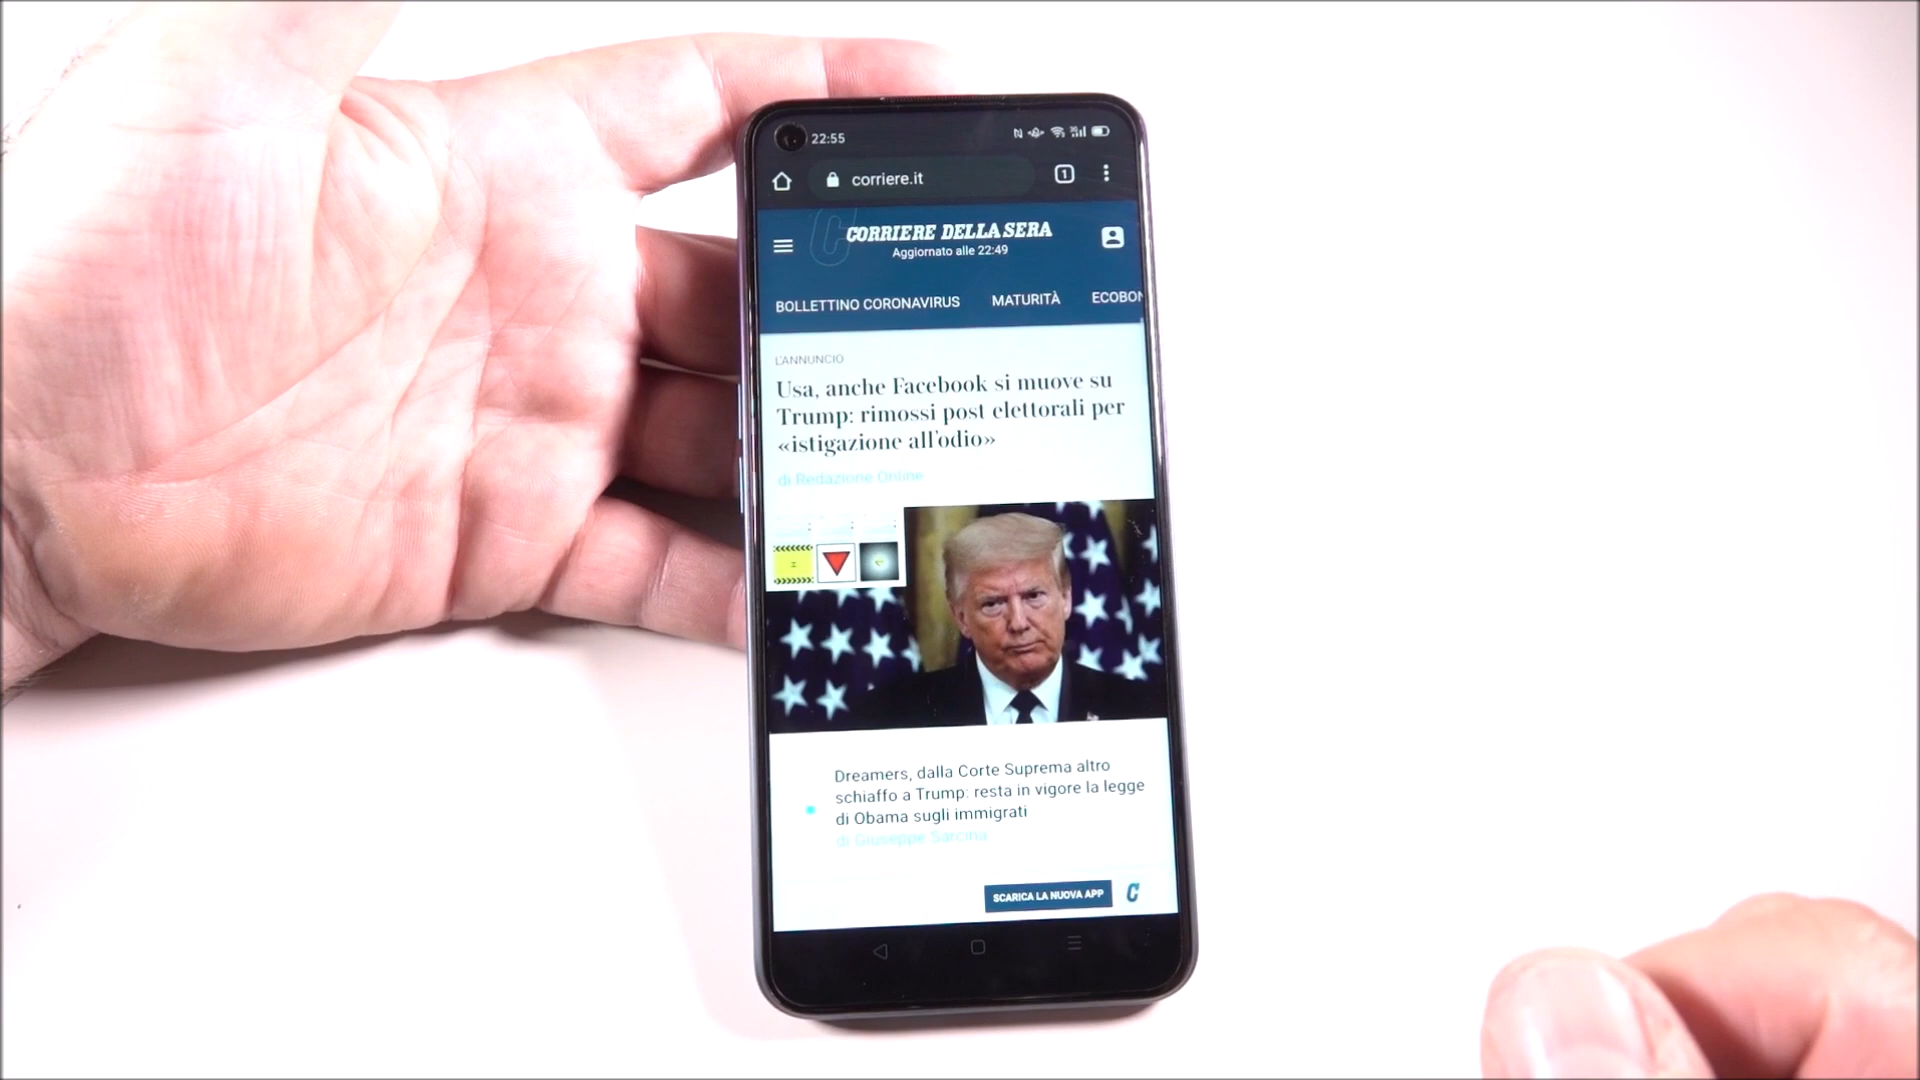 22:55
corriere.it
1
CORRIERE DELLA SERA
Aggiornato alle 22:49
BOLLETTINO CORONAVIRUS MATURITÀ ECOBON
L'ANNUNCIO
Usa, anche Facebook si muove su
Trump: rimossi post elettorali per
«istigazione all'odio»
di Redazione Online
Dreamers, dalla Corte Suprema altro
schiaffo a Trump: resta in vigore la legge
di Obama sugli immigrati
di Giuseppe Sarcina
SCARICA LA NUOVA APP C